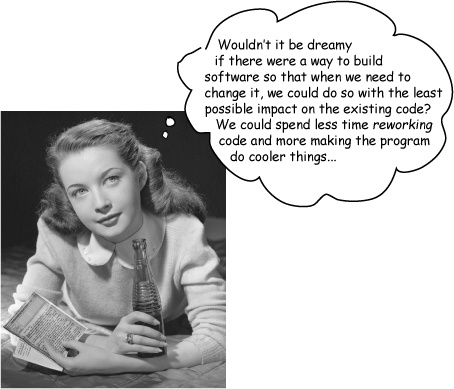 Wouldn't it be dreamy
if there were a way to build
software so that when we need to
change it, we could do so with the least
possible impact on the existing code?
We could spend less time reworking
code and more making the program
do cooler things...